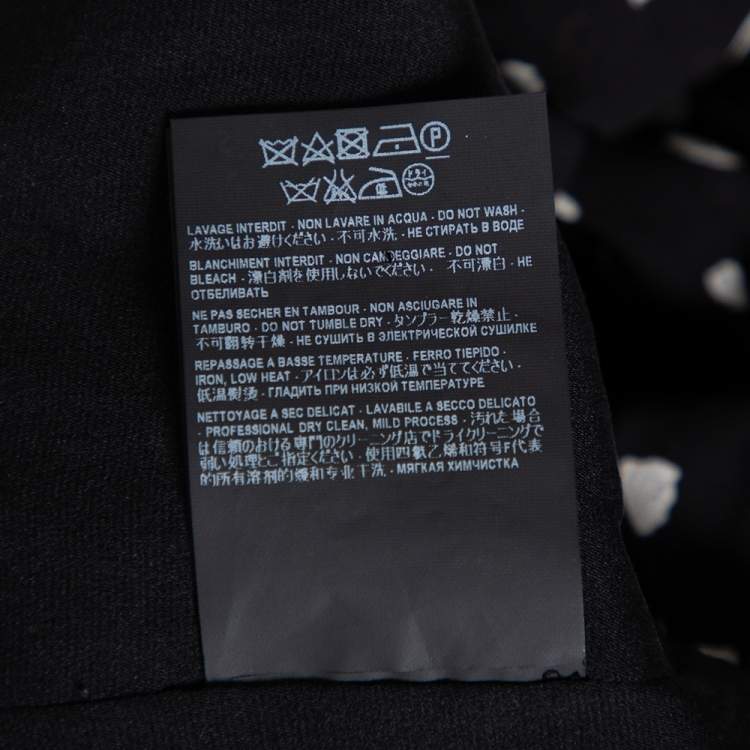 P
ドライ
LAVAGE INTERDIT - NON LAVARE IN ACQUA - DO NOT WASH -
水洗いはお避けください - 不可水洗 - НЕ СТИРАТЬ В ВОДЕ
BLANCHIMENT INTERDIT - NON CANDEGGIARE - DO NOT
BLEACH - 漂白剤を使用しないでください - 不可漂白 - НЕ
ОТБЕЛИВАТЬ
NE PAS SECHER EN TAMBOUR - NON ASCIUGARE IN
TAMBURO - DO NOT TUMBLE DRY - タンブラー乾燥禁止 -
不可翻转干燥 - НЕ СУШИТЬ В ЭЛЕКТРИЧЕСКОЙ СУШИЛКЕ
REPASSAGE A BASSE TEMPERATURE - FERRO TIEPIDO -
IRON, LOW HEAT - アイロンは必ず低温で当ててください -
低温熨烫 - ГЛАДИТЬ ПРИ НИЗКОЙ ТЕМПЕРАТУРЕ
NETTOYAGE A SEC DELICAT - LAVABILE A SECCO DELICATO
- PROFESSIONAL DRY CLEAN, MILD PROCESS - 汚れた場合
は信頼のおける専門のクリーニング店でドライクリーニングで
弱い処理とご指定ください - 使用四氯乙烯和符号F代表
的所有溶剂的缓和专业干洗 - МЯГКАЯ ХИМЧИСТКА